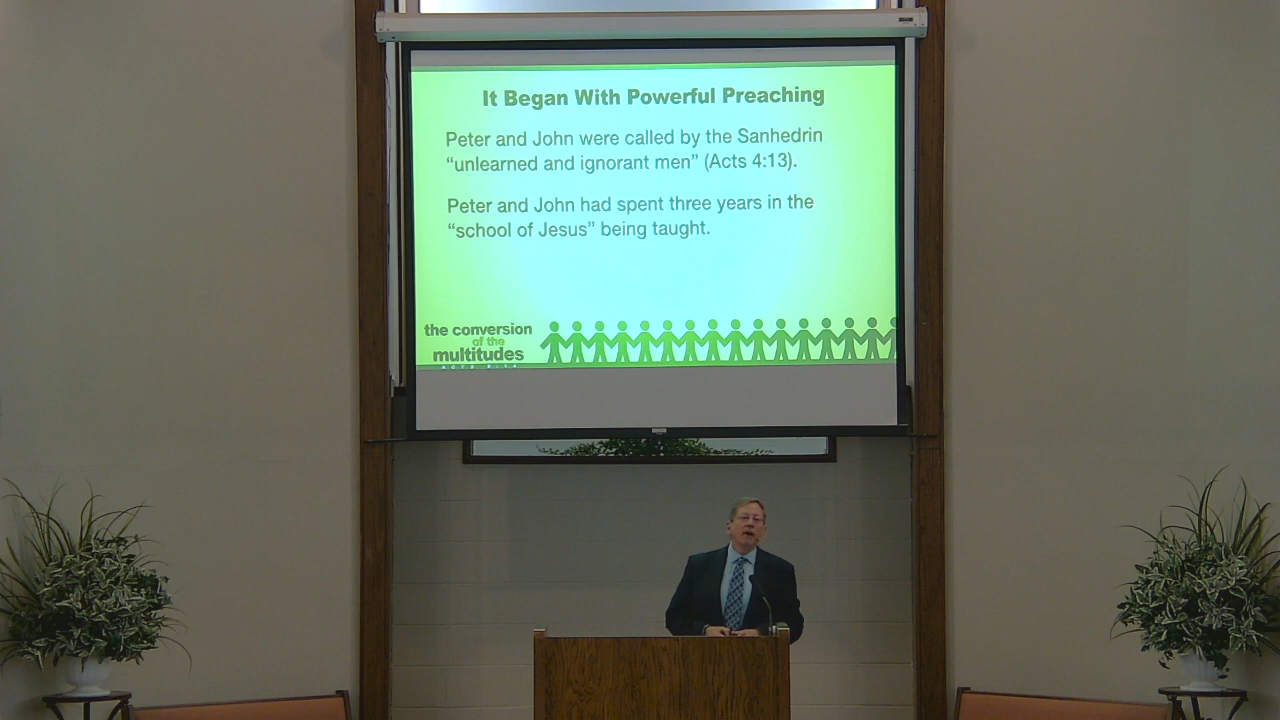 It Began With Powerful Preaching
Peter and John were called by the Sanhedrin
“unlearned and ignorant men” (Acts 4:13).
Peter and John had spent three years in the
“school of Jesus” being taught.
the conversion
of the
multitudes